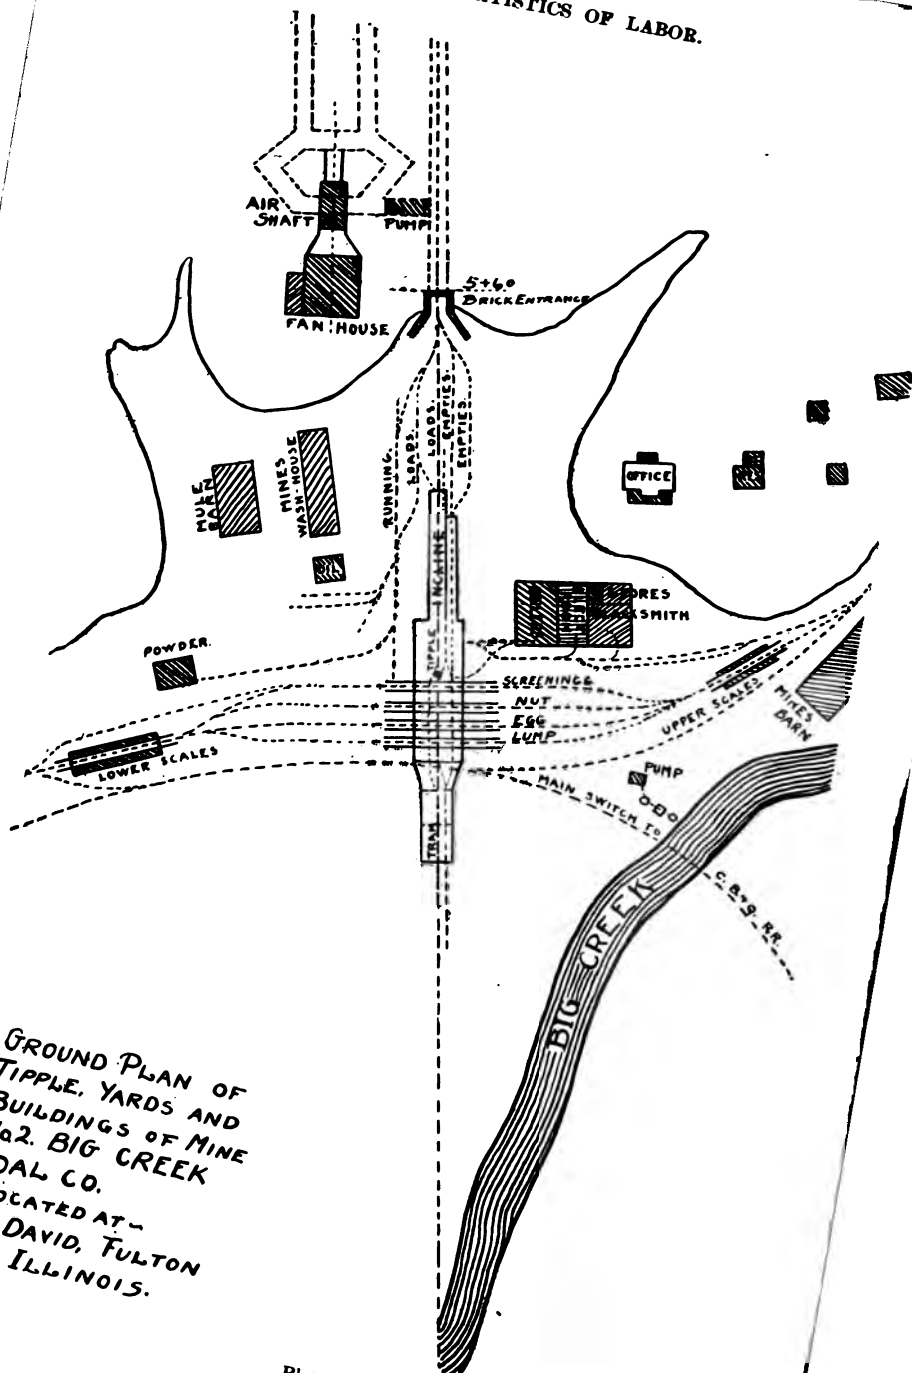 OF LABOR.
AIR
SHAFT
PUMP
5+60
BRICK ENTRANCE
FAN HOUSE
RUNNING
LOADS.
LOADS.
EMPTIES.
EMPTIES.
MULE
BARN
MINES
WASH-HOUSE
OIL
OFFICE
INCLINE
TIPPLE
STORES
BLACKSMITH
POWDER.
SCREENINGG
NUT
EGG
LUMP
UPPER SCALES
MINES
BARN
LOWER SCALES
PUMP
MAIN SWITCH TO
C. B. & Q. R.R.
TRAM
BIG CREEK
GROUND PLAN OF
TIPPLE, YARDS AND
BUILDINGS OF MINE
No2. BIG CREEK
COAL CO.
LOCATED AT~
DAVID, FULTON
ILLINOIS.